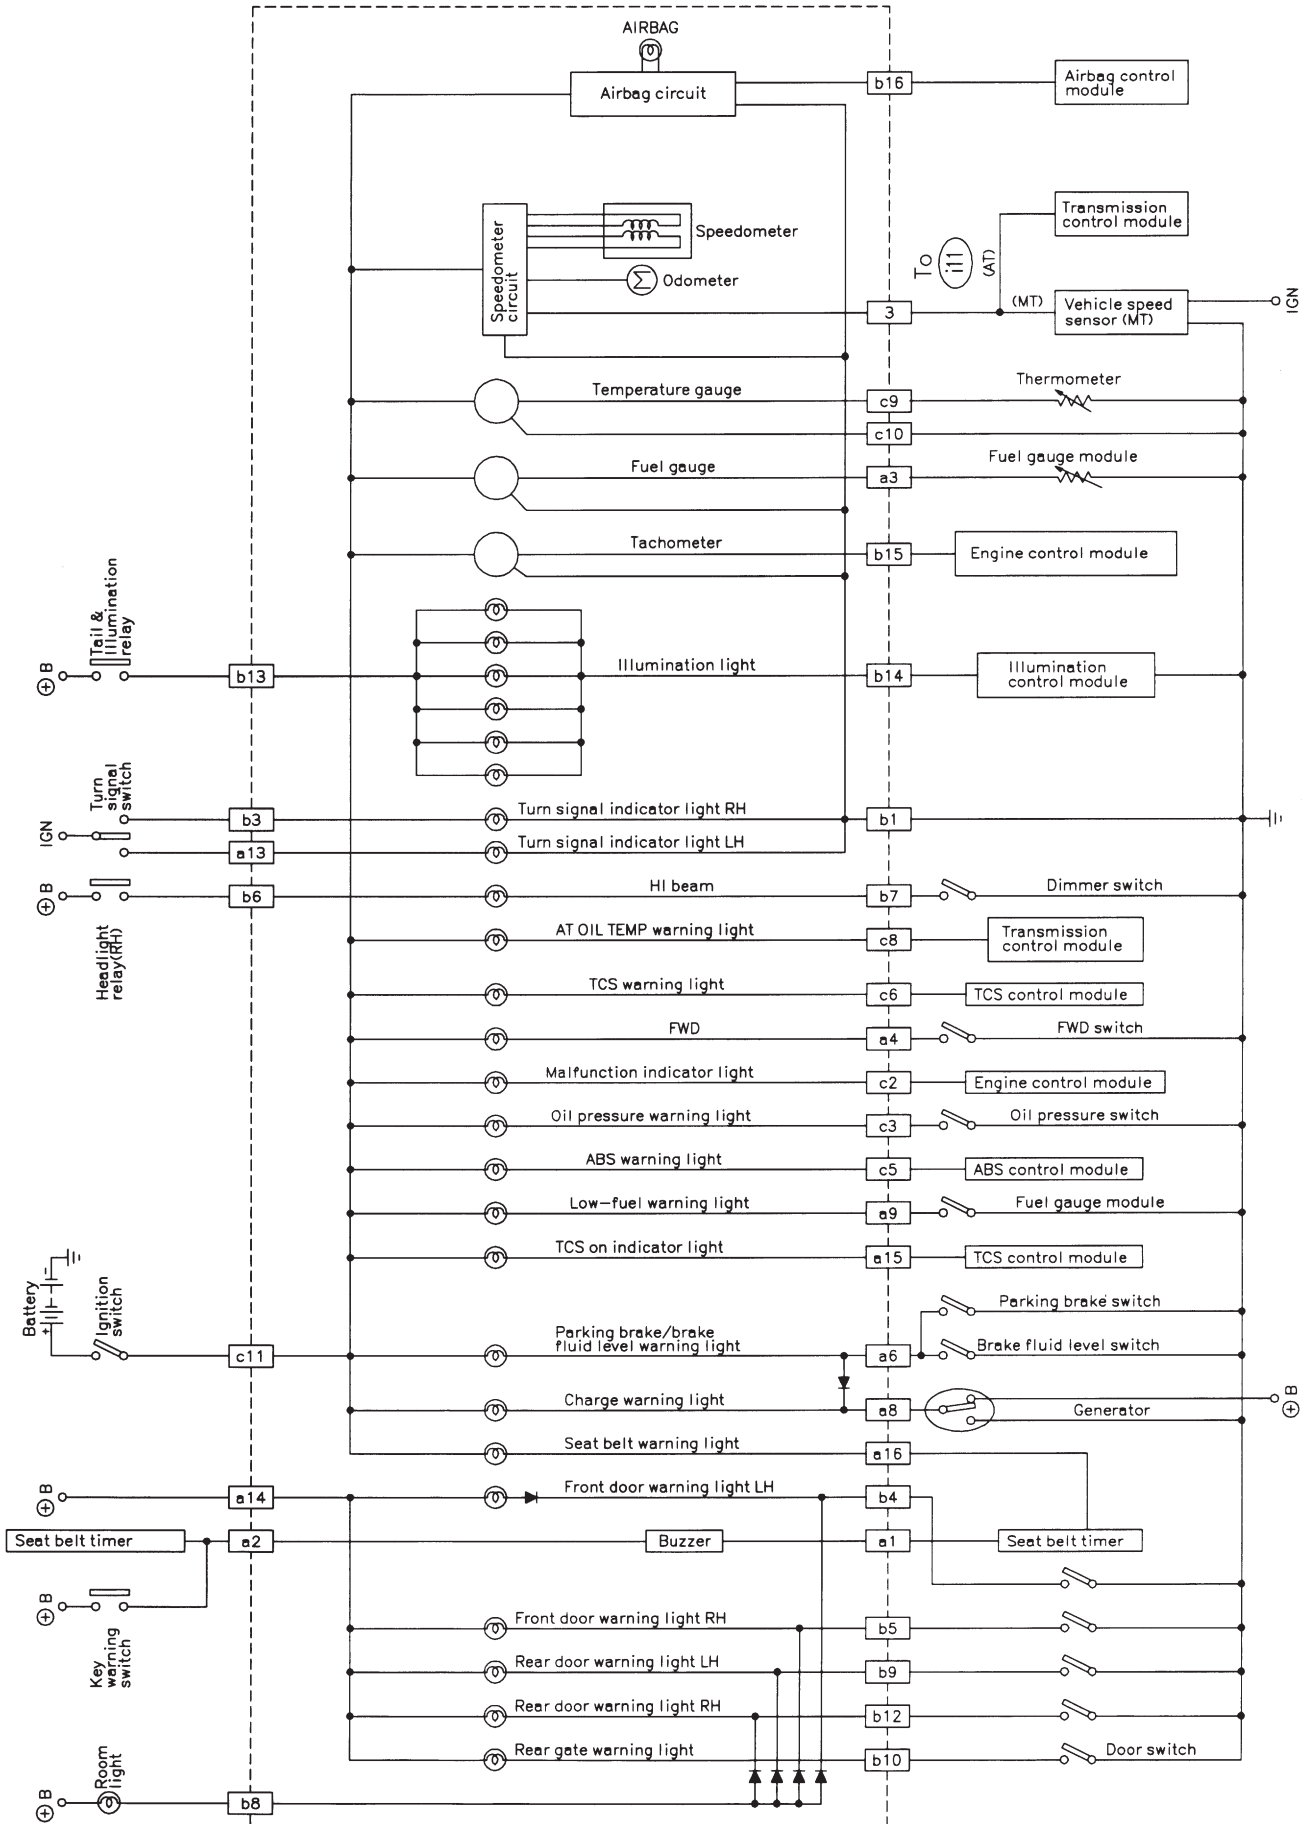 AIRBAG
Airbag circuit
b16
Airbag control
module
Transmission
control module
Speedometer
circuit
Speedometer
Odometer
To
i11
(AT)
3
(MT)
Vehicle speed
sensor (MT)
IGN
Temperature gauge
c9
Thermometer
c10
Fuel gauge
a3
Fuel gauge module
Tachometer
b15
Engine control module
Tail &
Illumination
relay
+B
b13
Illumination light
b14
Illumination
control module
Turn
signal
switch
IGN
b3
Turn signal indicator light RH
b1
a13
Turn signal indicator light LH
+B
b6
HI beam
b7
Dimmer switch
Headlight
relay(RH)
AT OIL TEMP warning light
c8
Transmission
control module
TCS warning light
c6
TCS control module
FWD
a4
FWD switch
Malfunction indicator light
c2
Engine control module
Oil pressure warning light
c3
Oil pressure switch
ABS warning light
c5
ABS control module
Low-fuel warning light
a9
Fuel gauge module
TCS on indicator light
a15
TCS control module
Battery
+
-
Ignition
switch
c11
Parking brake/brake
fluid level warning light
a6
Parking brake switch
Brake fluid level switch
Charge warning light
a8
Generator
+B
Seat belt warning light
a16
+B
a14
Front door warning light LH
b4
Seat belt timer
a2
Buzzer
a1
Seat belt timer
+B
Key
warning
switch
Front door warning light RH
b5
Rear door warning light LH
b9
Rear door warning light RH
b12
Rear gate warning light
b10
Door switch
+B
Room
light
b8